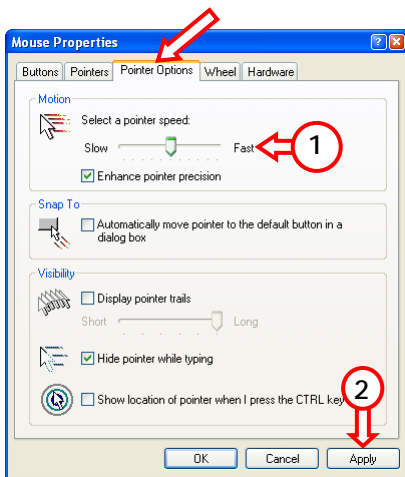 Mouse Properties
Buttons Pointers Pointer Options Wheel Hardware
Motion
Select a pointer speed:
Slow Fast 1
Enhance pointer precision
Snap To
Automatically move pointer to the default button in a
dialog box
Visibility
Display pointer trails
Short Long
Hide pointer while typing
Show location of pointer when I press the CTRL key
2
OK Cancel Apply